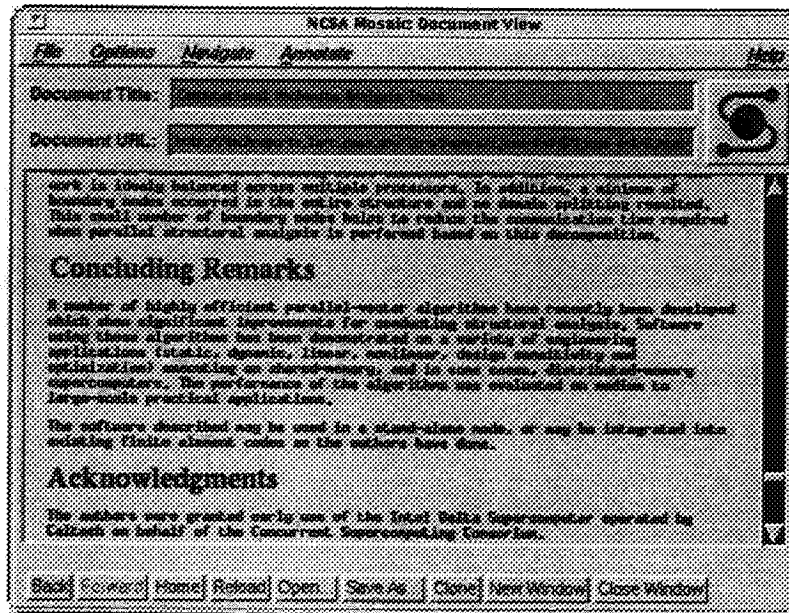 NCSA Mosaic: Document View
File Options Navigate Annotate Help
Document Title:
Document URL:
work is idealy balanced across multiple processors. In addition, a minimum of
boundary nodes occurred in the entire structure and no domain splitting resulted.
This small number of boundary nodes helps to reduce the communication time required
when parallel structural analysis is performed based on this decomposition.
Concluding Remarks
A number of highly efficient parallel-vector algorithms have recently been developed
which show significant improvements for conducting structural analysis. Software
using these algorithms has been demonstrated on a variety of engineering
applications (static, dynamic, linear, nonlinear, design sensitivity and
optimization) executing on shared-memory, and in some cases, distributed-memory
supercomputers. The performance of the algorithms was evaluated on medium to
large-scale practical applications.
The software described may be used in a stand-alone mode, or may be integrated into
existing finite element codes as the authors have done.
Acknowledgments
The authors were granted early use of the Intel Delta Supercomputer operated by
Caltech on behalf of the Concurrent Supercomputing Consortium.
Back Forward Home Reload Open... Save As... Clone New Window Close Window